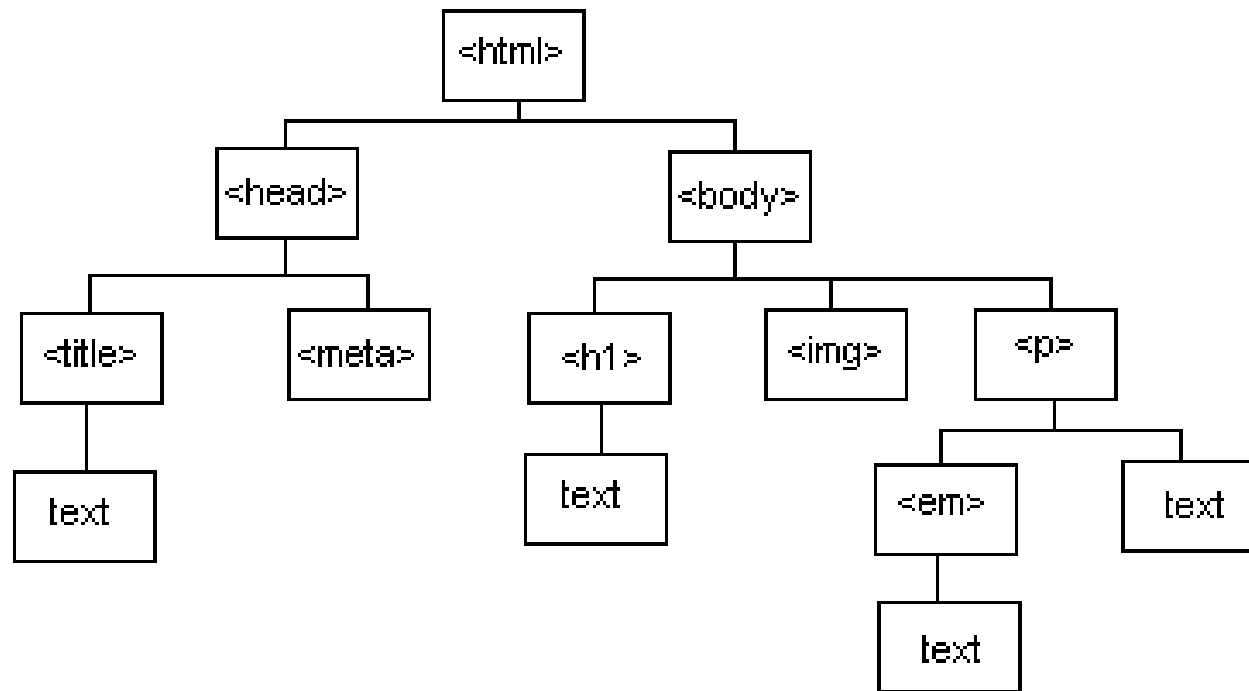 <html>
<head>
<body>
<title>
<meta>
<h1>
<img>
<p>
text
text
<em>
text
text